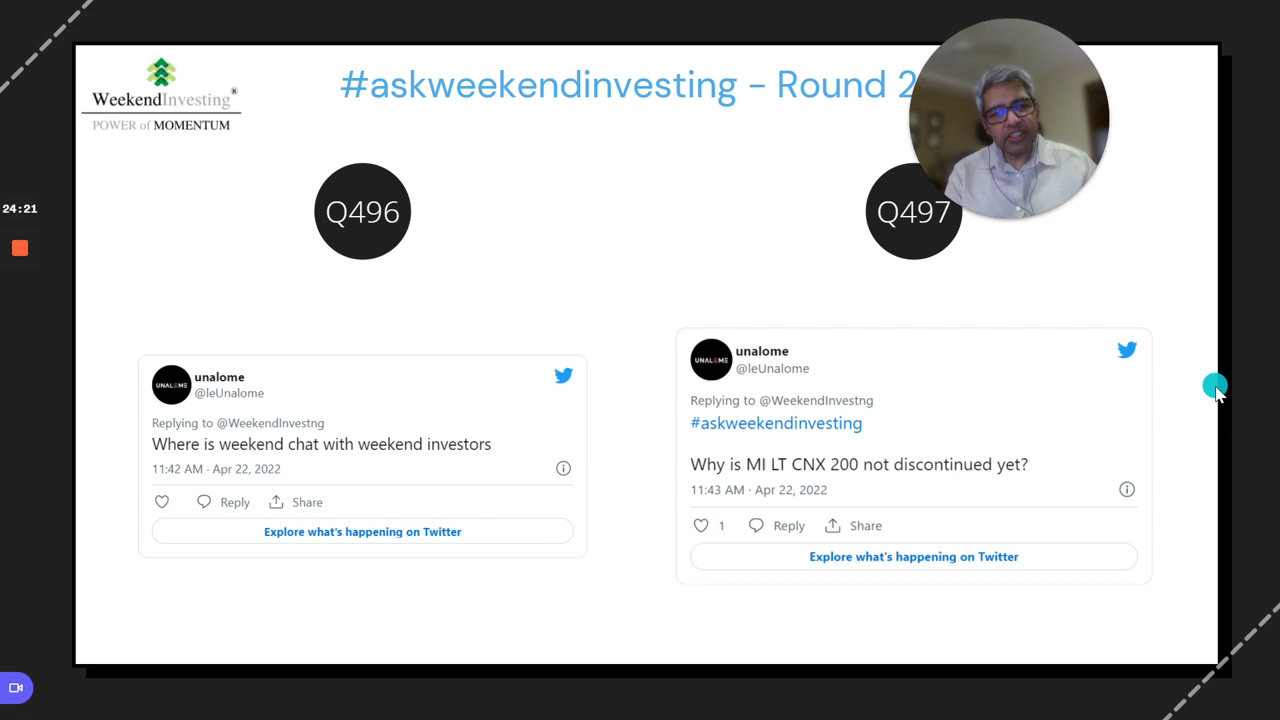 WeekendInvesting®
POWER of MOMENTUM
#askweekendinvesting - Round 2
24:21
Q496
Q497
UNALOME
unalome
@leUnalome
Replying to @WeekendInvestng
Where is weekend chat with weekend investors
11:42 AM · Apr 22, 2022
Reply
Share
Explore what's happening on Twitter
UNALOME
unalome
@leUnalome
Replying to @WeekendInvestng
#askweekendinvesting
Why is MI LT CNX 200 not discontinued yet?
11:43 AM · Apr 22, 2022
1
Reply
Share
Explore what's happening on Twitter